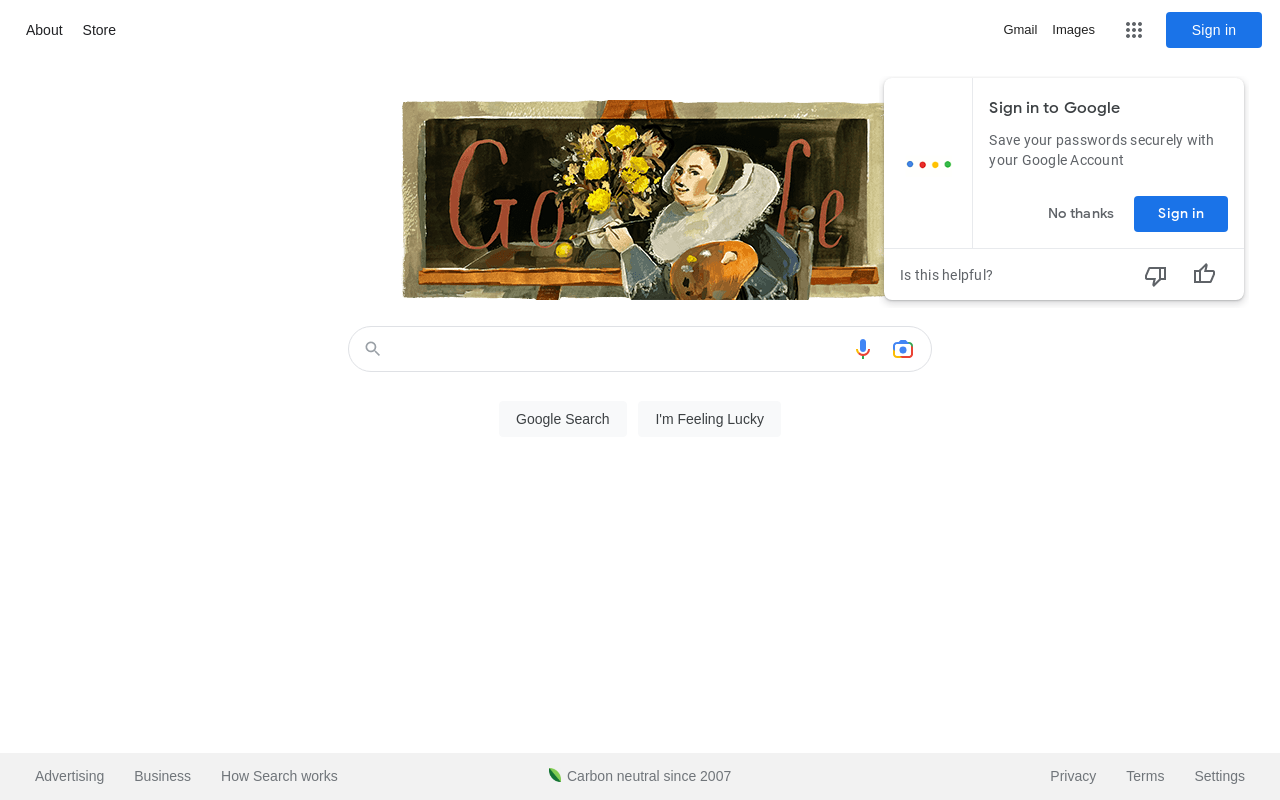 About Store
Gmail Images Sign in
Google
Sign in to Google
Save your passwords securely with
your Google Account
No thanks Sign in
Is this helpful?
Google Search I'm Feeling Lucky
Advertising Business How Search works Carbon neutral since 2007 Privacy Terms Settings